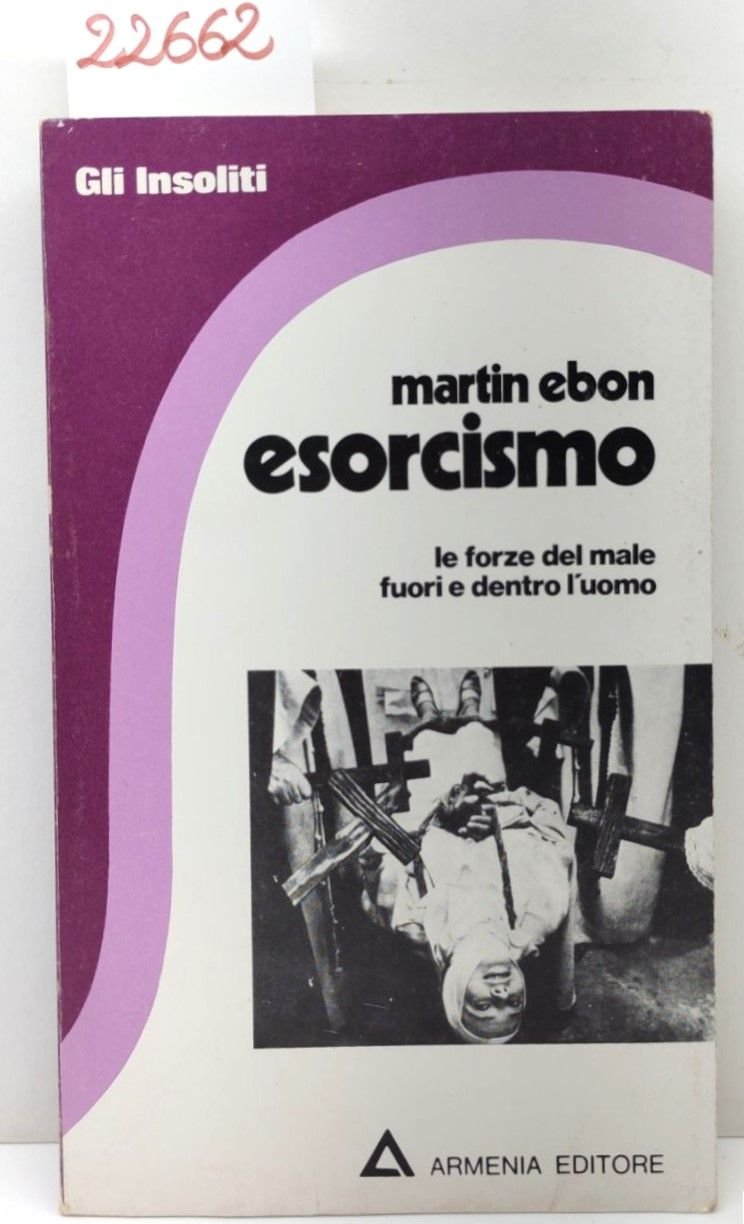 22662
Gli Insoliti
martin ebon
esorcismo
le forze del male
fuori e dentro l'uomo
ARMENIA EDITORE